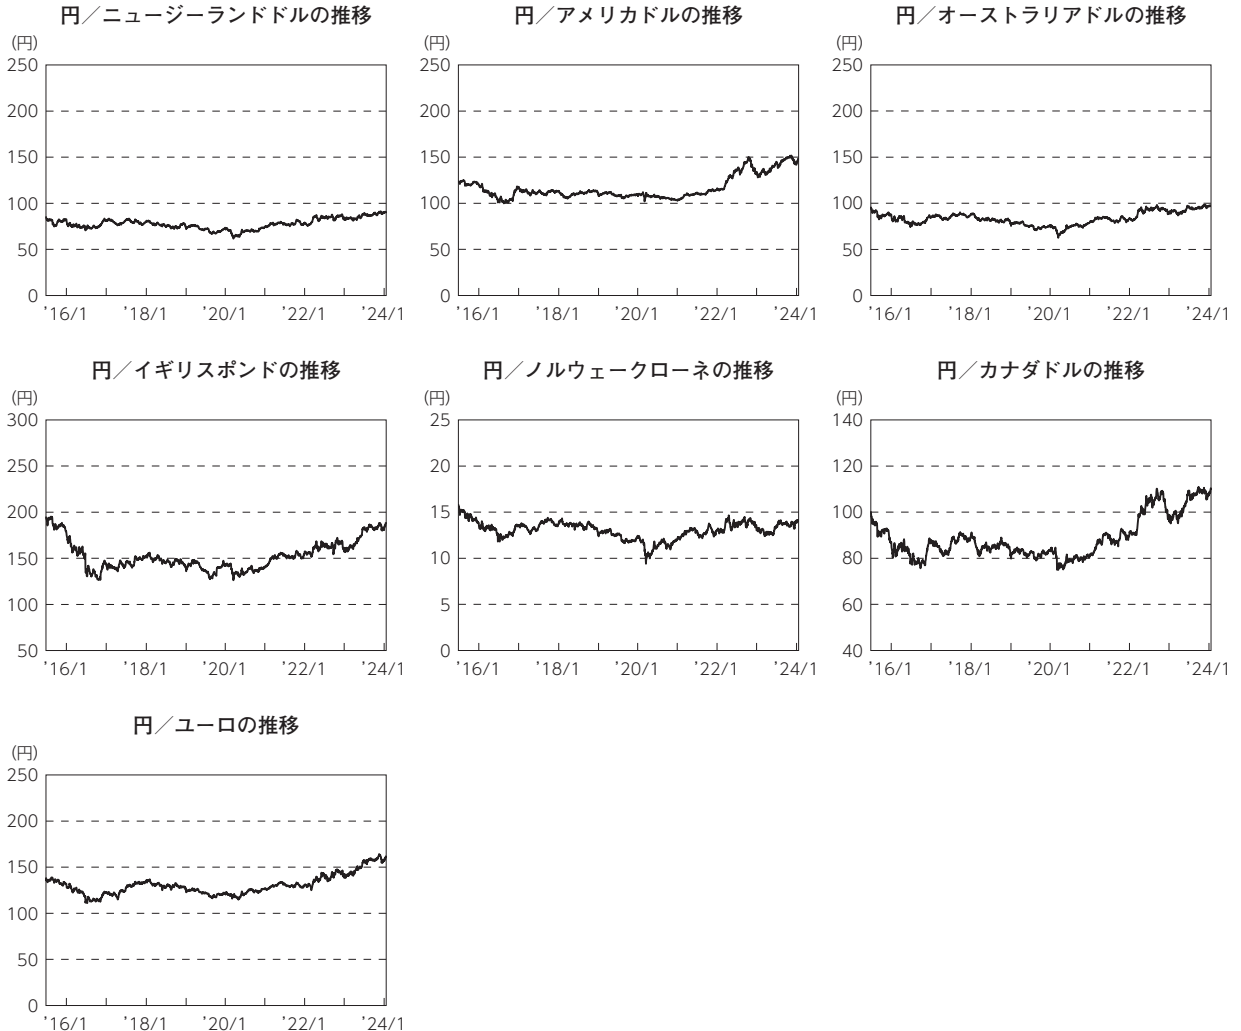 円／ニュージーランドドルの推移
(円)
250
200
150
100
50
0
’16/1 ’18/1 ’20/1 ’22/1 ’24/1
円／アメリカドルの推移
(円)
250
200
150
100
50
0
’16/1 ’18/1 ’20/1 ’22/1 ’24/1
円／オーストラリアドルの推移
(円)
250
200
150
100
50
0
’16/1 ’18/1 ’20/1 ’22/1 ’24/1
円／イギリスポンドの推移
(円)
300
250
200
150
100
50
’16/1 ’18/1 ’20/1 ’22/1 ’24/1
円／ノルウェークローネの推移
(円)
25
20
15
10
5
0
’16/1 ’18/1 ’20/1 ’22/1 ’24/1
円／カナダドルの推移
(円)
140
120
100
80
60
40
’16/1 ’18/1 ’20/1 ’22/1 ’24/1
円／ユーロの推移
(円)
250
200
150
100
50
0
’16/1 ’18/1 ’20/1 ’22/1 ’24/1